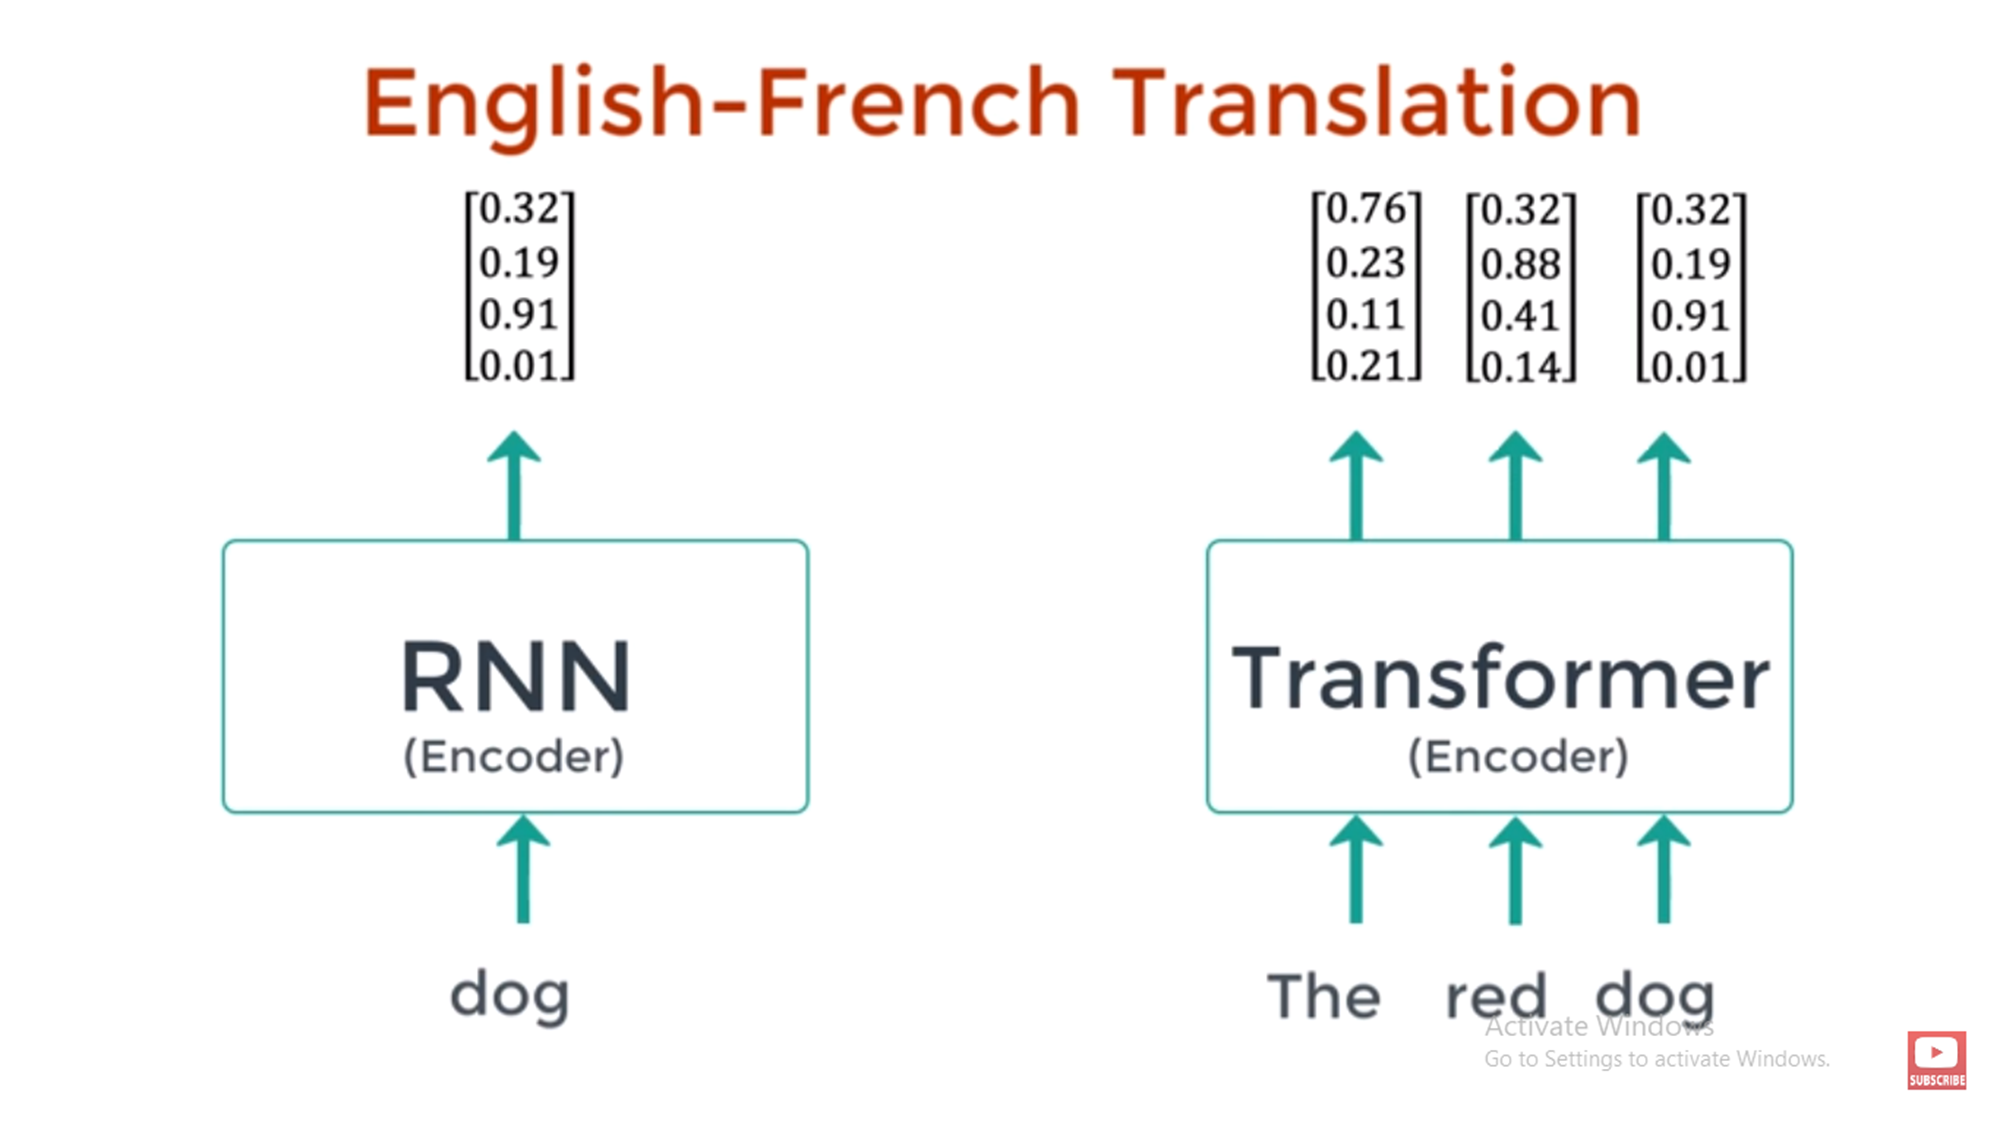 English-French Translation
[0.32] [0.76] [0.32] [0.32]
0.19 0.23 0.88 0.19
0.91 0.11 0.41 0.91
[0.01] [0.21] [0.14] [0.01]
RNN Transformer
(Encoder) (Encoder)
dog The red dog
Activate Windows
Go to Settings to activate Windows.
SUBSCRIBE